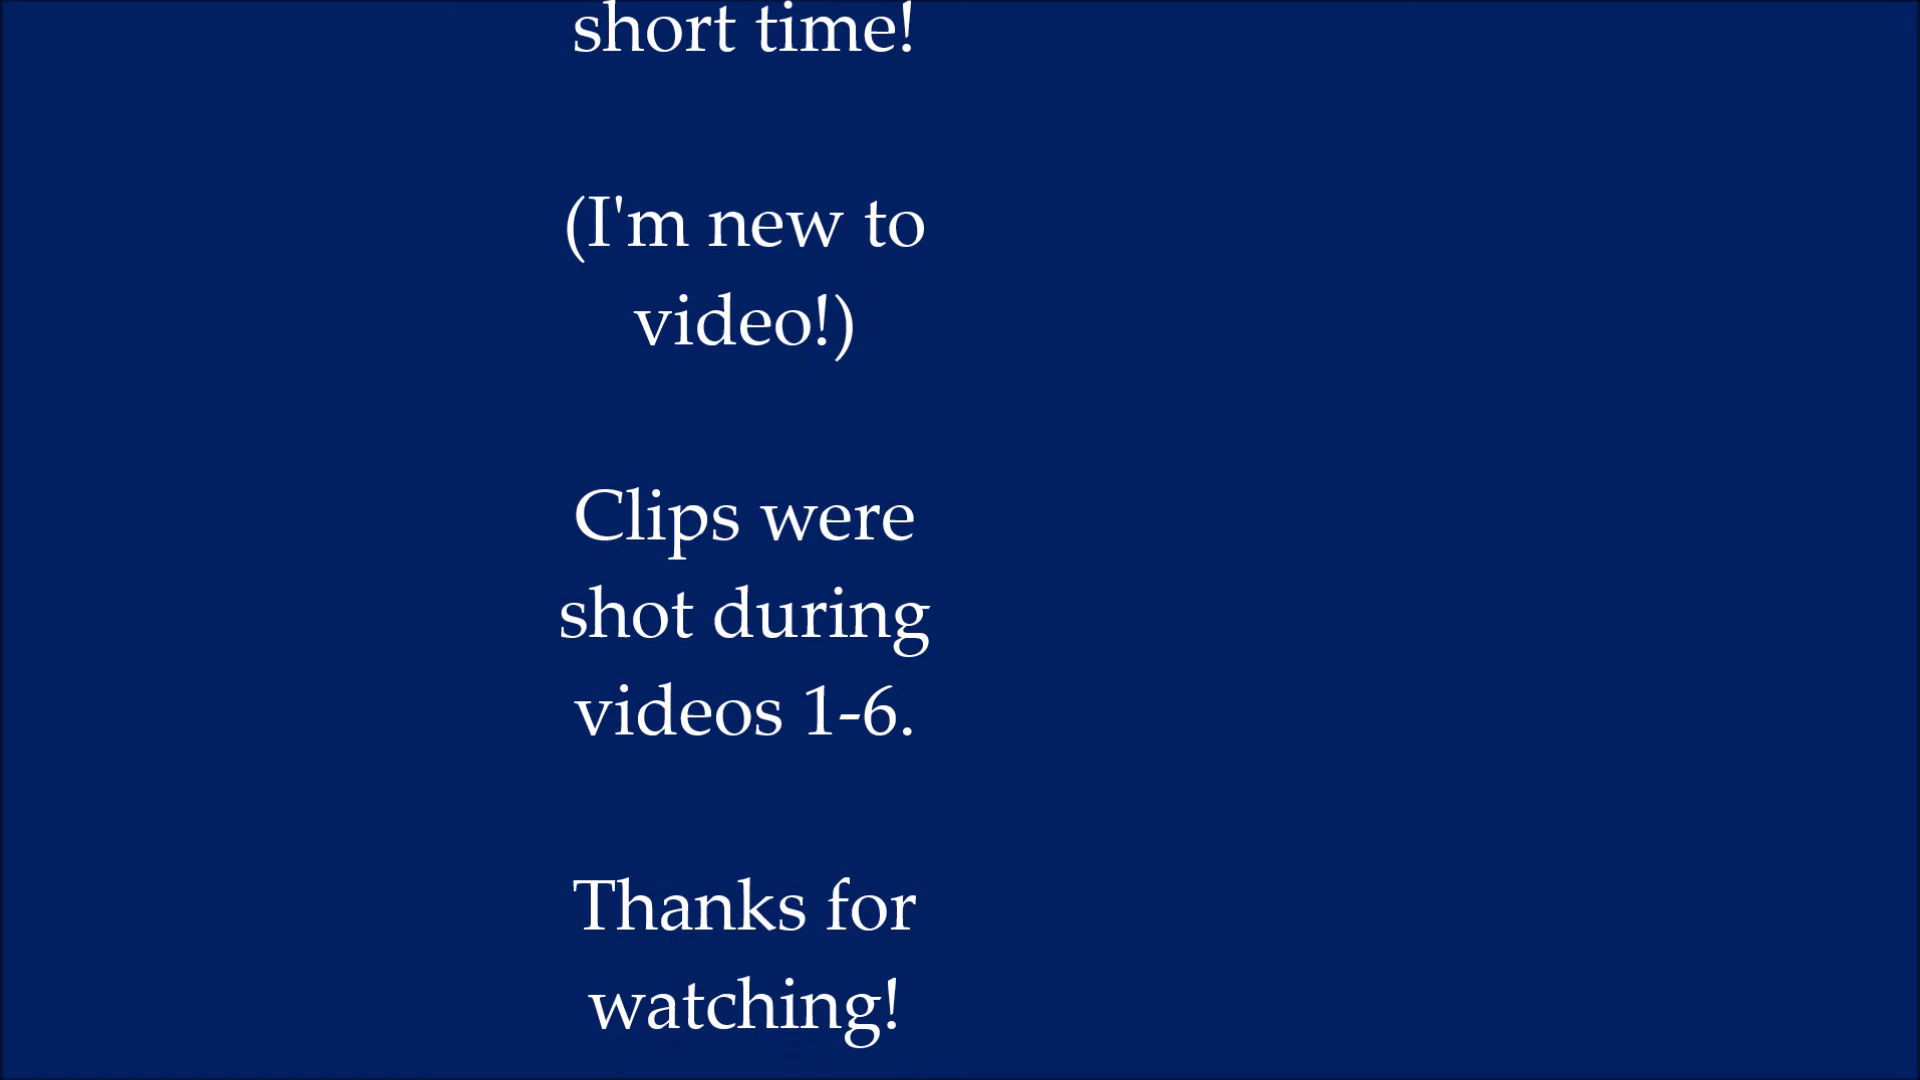 short time!
(I'm new to
video!)
Clips were
shot during
videos 1-6.
Thanks for
watching!